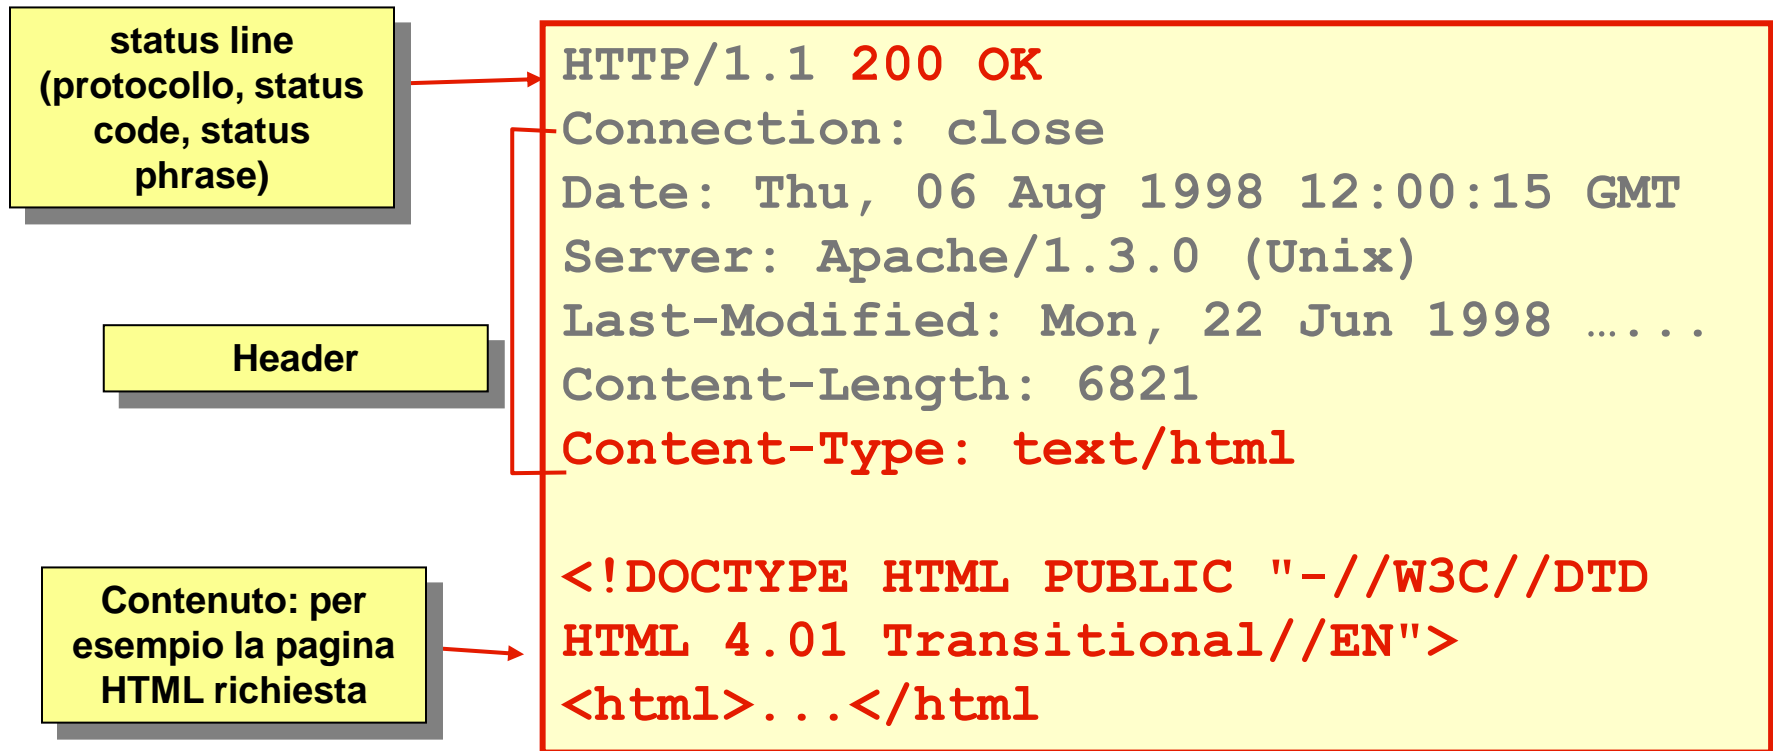 status line
(protocollo, status
code, status
phrase)
HTTP/1.1 200 OK
Connection: close
Date: Thu, 06 Aug 1998 12:00:15 GMT
Server: Apache/1.3.0 (Unix)
Last-Modified: Mon, 22 Jun 1998 …...
Content-Length: 6821
Content-Type: text/html
Header
Contenuto: per
esempio la pagina
HTML richiesta
<!DOCTYPE HTML PUBLIC "-//W3C//DTD
HTML 4.01 Transitional//EN">
<html>...</html